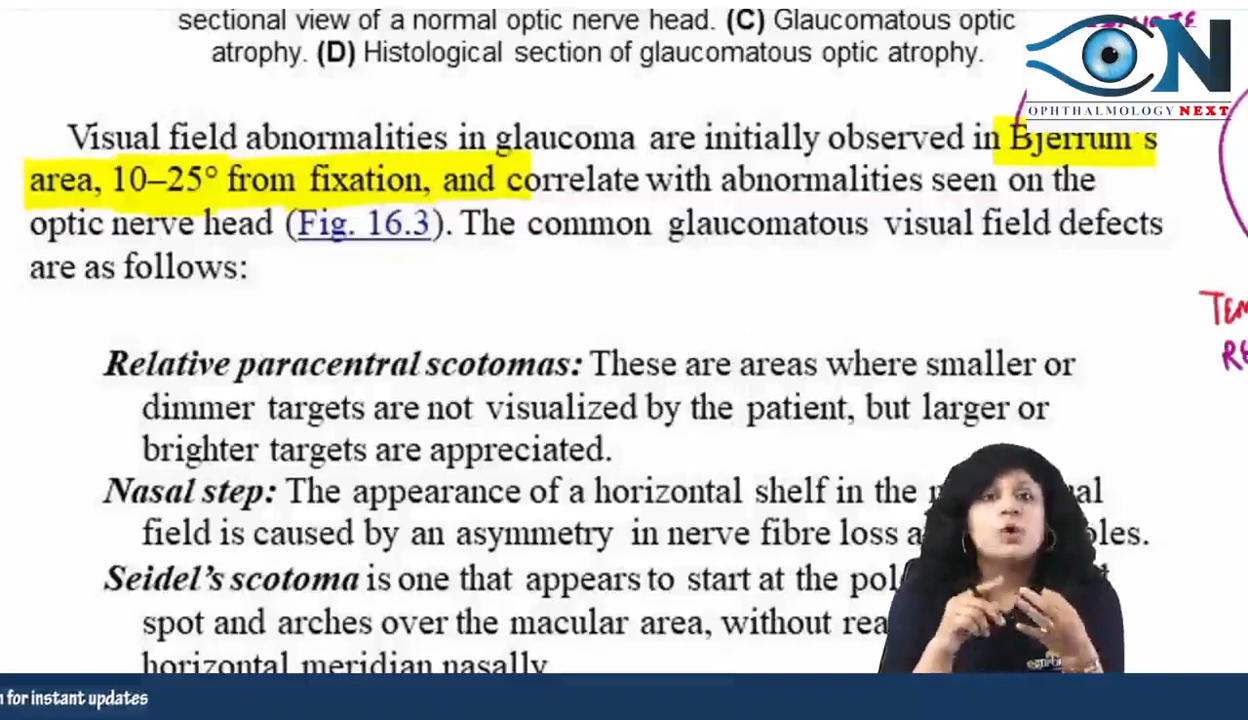 sectional view of a normal optic nerve head. (C) Glaucomatous optic
atrophy. (D) Histological section of glaucomatous optic atrophy.
ON
OPHTHALMOLOGY NEXT
Visual field abnormalities in glaucoma are initially observed in Bjerrum's
area, 10–25° from fixation, and correlate with abnormalities seen on the
optic nerve head (Fig. 16.3). The common glaucomatous visual field defects
are as follows:
TEM
RE
Relative paracentral scotomas: These are areas where smaller or
dimmer targets are not visualized by the patient, but larger or
brighter targets are appreciated.
Nasal step: The appearance of a horizontal shelf in the
field is caused by an asymmetry in nerve fibre loss
Seidel's scotoma is one that appears to start at the
spot and arches over the macular area, without
horizontal meridian nasally
for instant updates